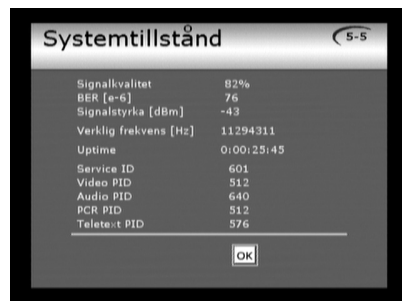 Systemtillstånd
5-5
Signalkvalitet 82%
BER [e-6] 76
Signalstyrka [dBm] -43
Verklig frekvens [Hz] 11294311
Uptime 0:00:25:45
Service ID 601
Video PID 512
Audio PID 640
PCR PID 512
Teletext PID 576
OK